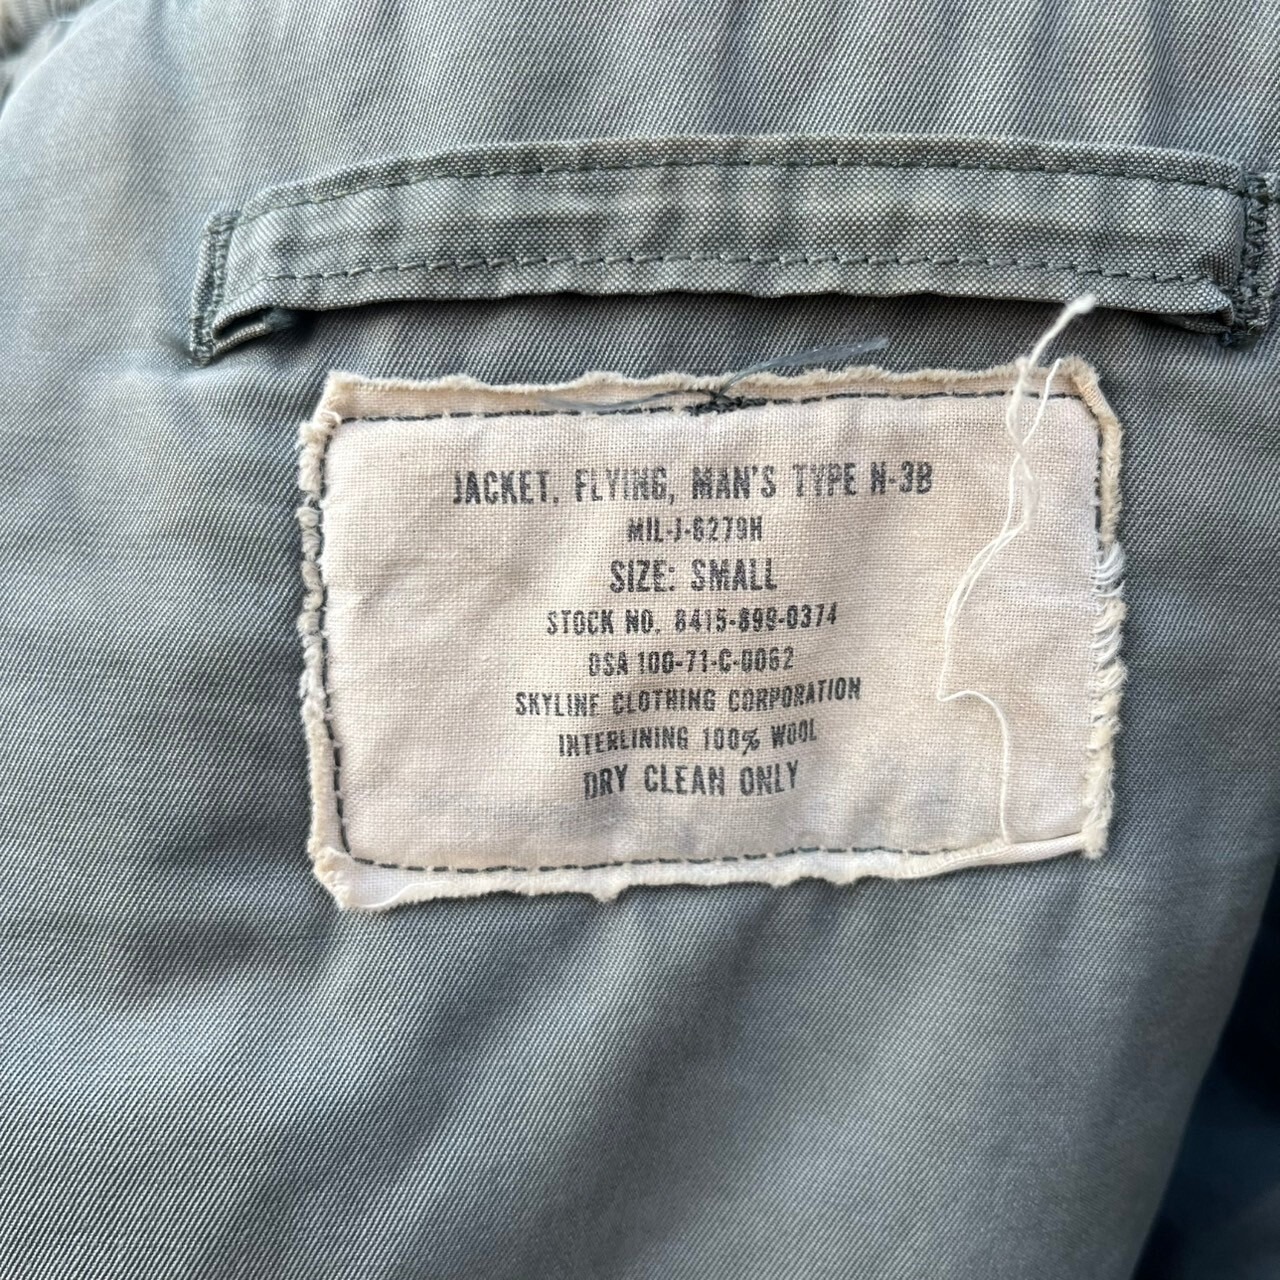 JACKET, FLYING, MAN'S TYPE N-3B
MIL-J-6279H
SIZE: SMALL
STOCK NO. 8415-899-0374
DSA 100-71-C-0062
SKYLINE CLOTHING CORPORATION
INTERLINING 100% WOOL
DRY CLEAN ONLY